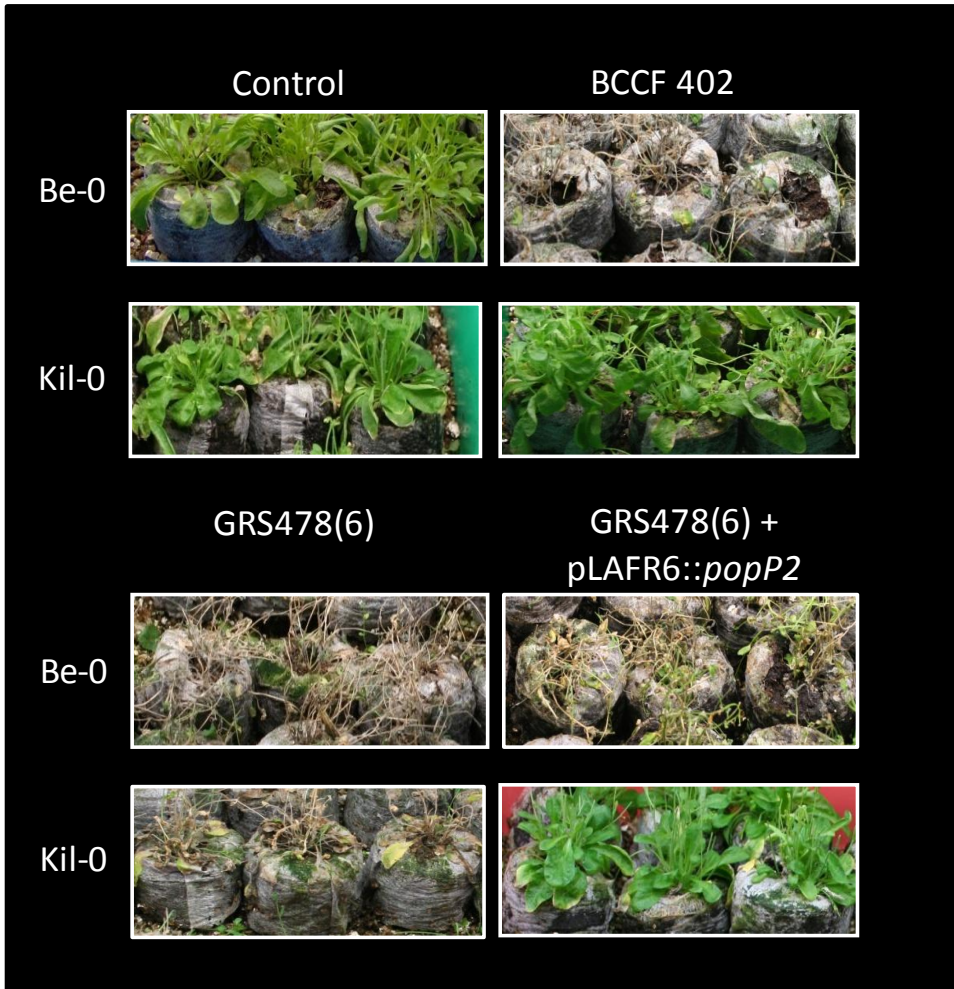 Control
BCCF 402
Be-0
Kil-0
GRS478(6)
GRS478(6) +
pLAFR6::popP2
Be-0
Kil-0